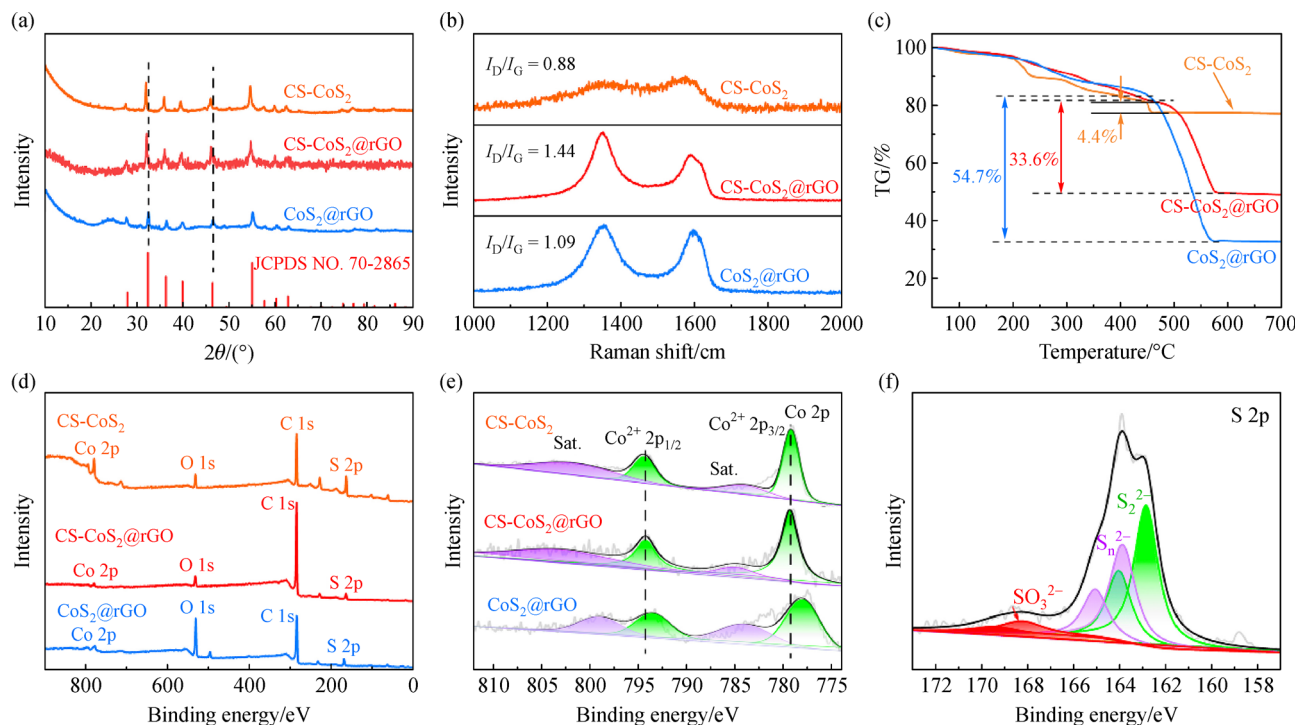 (a)
Intensity
CS-CoS₂
CS-CoS₂@rGO
CoS₂@rGO
JCPDS NO. 70-2865
10 20 30 40 50 60 70 80 90
2θ/(°)
(b)
Intensity
I_D/I_G = 0.88
CS-CoS₂
I_D/I_G = 1.44
CS-CoS₂@rGO
I_D/I_G = 1.09
CoS₂@rGO
1000 1200 1400 1600 1800 2000
Raman shift/cm
(c)
TG/%
100
80
60
40
20
CS-CoS₂
4.4%
33.6%
54.7%
CS-CoS₂@rGO
CoS₂@rGO
100 200 300 400 500 600 700
Temperature/°C
(d)
Intensity
CS-CoS₂
Co 2p
O 1s
C 1s
S 2p
CS-CoS₂@rGO
Co 2p
O 1s
C 1s
S 2p
CoS₂@rGO
Co 2p
O 1s
C 1s
S 2p
800 600 400 200 0
Binding energy/eV
(e)
Intensity
CS-CoS₂
Sat.
Co²⁺ 2p₁/₂
Sat.
Co²⁺ 2p₃/₂
Co 2p
CS-CoS₂@rGO
CoS₂@rGO
810 805 800 795 790 785 780 775
Binding energy/eV
(f)
Intensity
S 2p
S₂²⁻
Sₙ²⁻
SO₃²⁻
172 170 168 166 164 162 160 158
Binding energy/eV